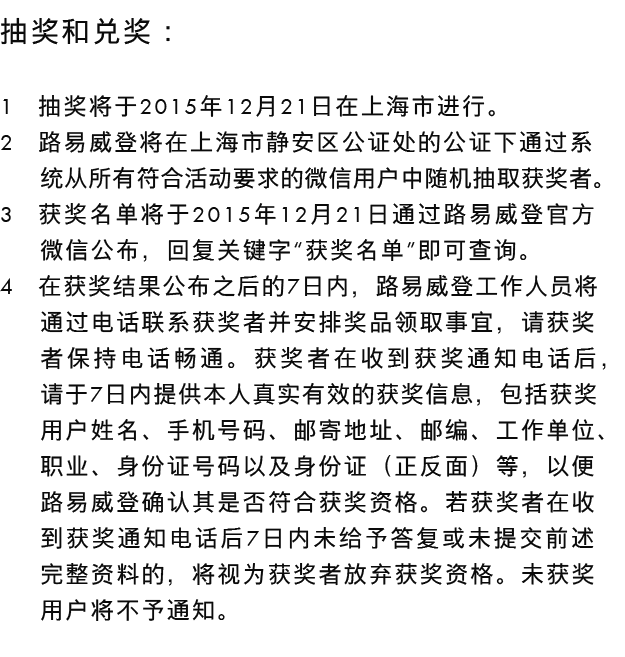 抽奖和兑奖：
1 抽奖将于2015年12月21日在上海市进行。
2 路易威登将在上海市静安区公证处的公证下通过系
统从所有符合活动要求的微信用户中随机抽取获奖者。
3 获奖名单将于2015年12月21日通过路易威登官方
微信公布，回复关键字“获奖名单”即可查询。
4 在获奖结果公布之后的7日内，路易威登工作人员将
通过电话联系获奖者并安排奖品领取事宜，请获奖
者保持电话畅通。获奖者在收到获奖通知电话后，
请于7日内提供本人真实有效的获奖信息，包括获奖
用户姓名、手机号码、邮寄地址、邮编、工作单位、
职业、身份证号码以及身份证（正反面）等，以便
路易威登确认其是否符合获奖资格。若获奖者在收
到获奖通知电话后7日内未给予答复或未提交前述
完整资料的，将视为获奖者放弃获奖资格。未获奖
用户将不予通知。